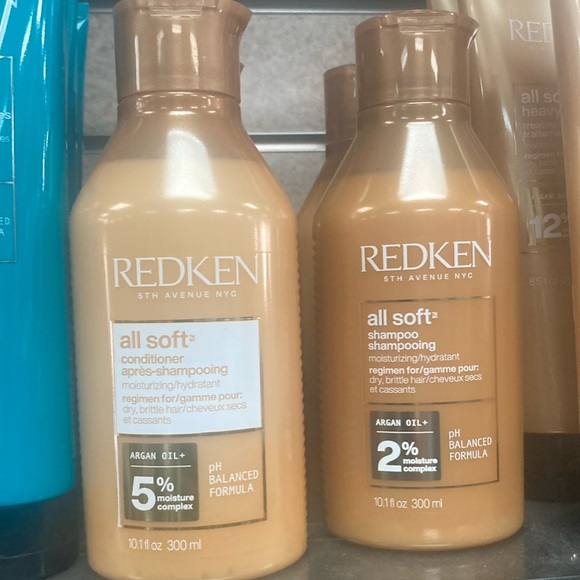 REDKEN
5TH AVENUE NYC
all soft™
conditioner
après-shampooing
moisturizing/hydratant
regimen for/gamme pour:
dry, brittle hair/cheveux secs
et cassants
ARGAN OIL+
5%
moisture
complex
pH
BALANCED
FORMULA
10.1 fl oz 300 ml
REDKEN
5TH AVENUE NYC
all soft™
shampoo
shampooing
moisturizing/hydratant
regimen for/gamme pour:
dry, brittle hair/cheveux secs
et cassants
ARGAN OIL+
2%
moisture
complex
pH
BALANCED
FORMULA
10.1 fl oz 300 ml
RED
all so
heavy
12%